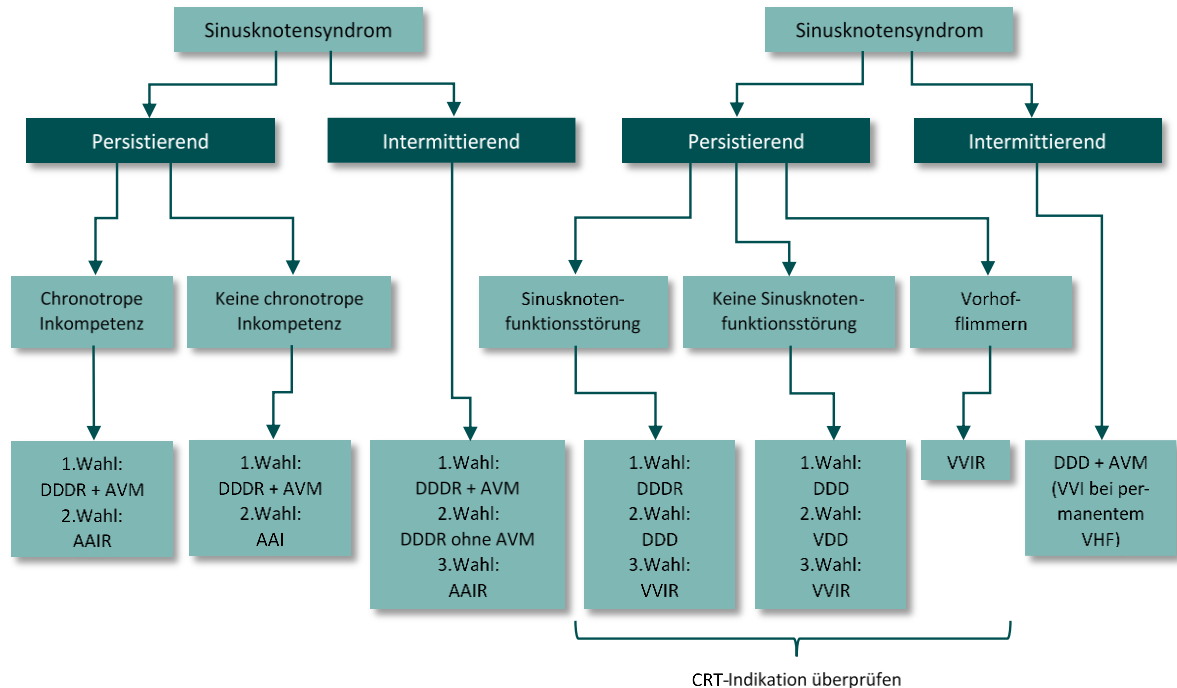 Sinusknotensyndrom
Sinusknotensyndrom
Persistierend
Intermittierend
Persistierend
Intermittierend
Chronotrope
Inkompetenz
Keine chronotrope
Inkompetenz
Sinusknoten-
funktionsstörung
Keine Sinusknoten-
funktionsstörung
Vorhof-
flimmern
1.Wahl:
DDDR + AVM
2.Wahl:
AAIR
1.Wahl:
DDDR + AVM
2.Wahl:
AAI
1.Wahl:
DDDR + AVM
2.Wahl:
DDDR ohne AVM
3.Wahl:
AAIR
1.Wahl:
DDDR
2.Wahl:
DDD
3.Wahl:
VVIR
1.Wahl:
DDD
2.Wahl:
VDD
3.Wahl:
VVIR
VVIR
DDD + AVM
(VVI bei per-
manentem
VHF)
CRT-Indikation überprüfen